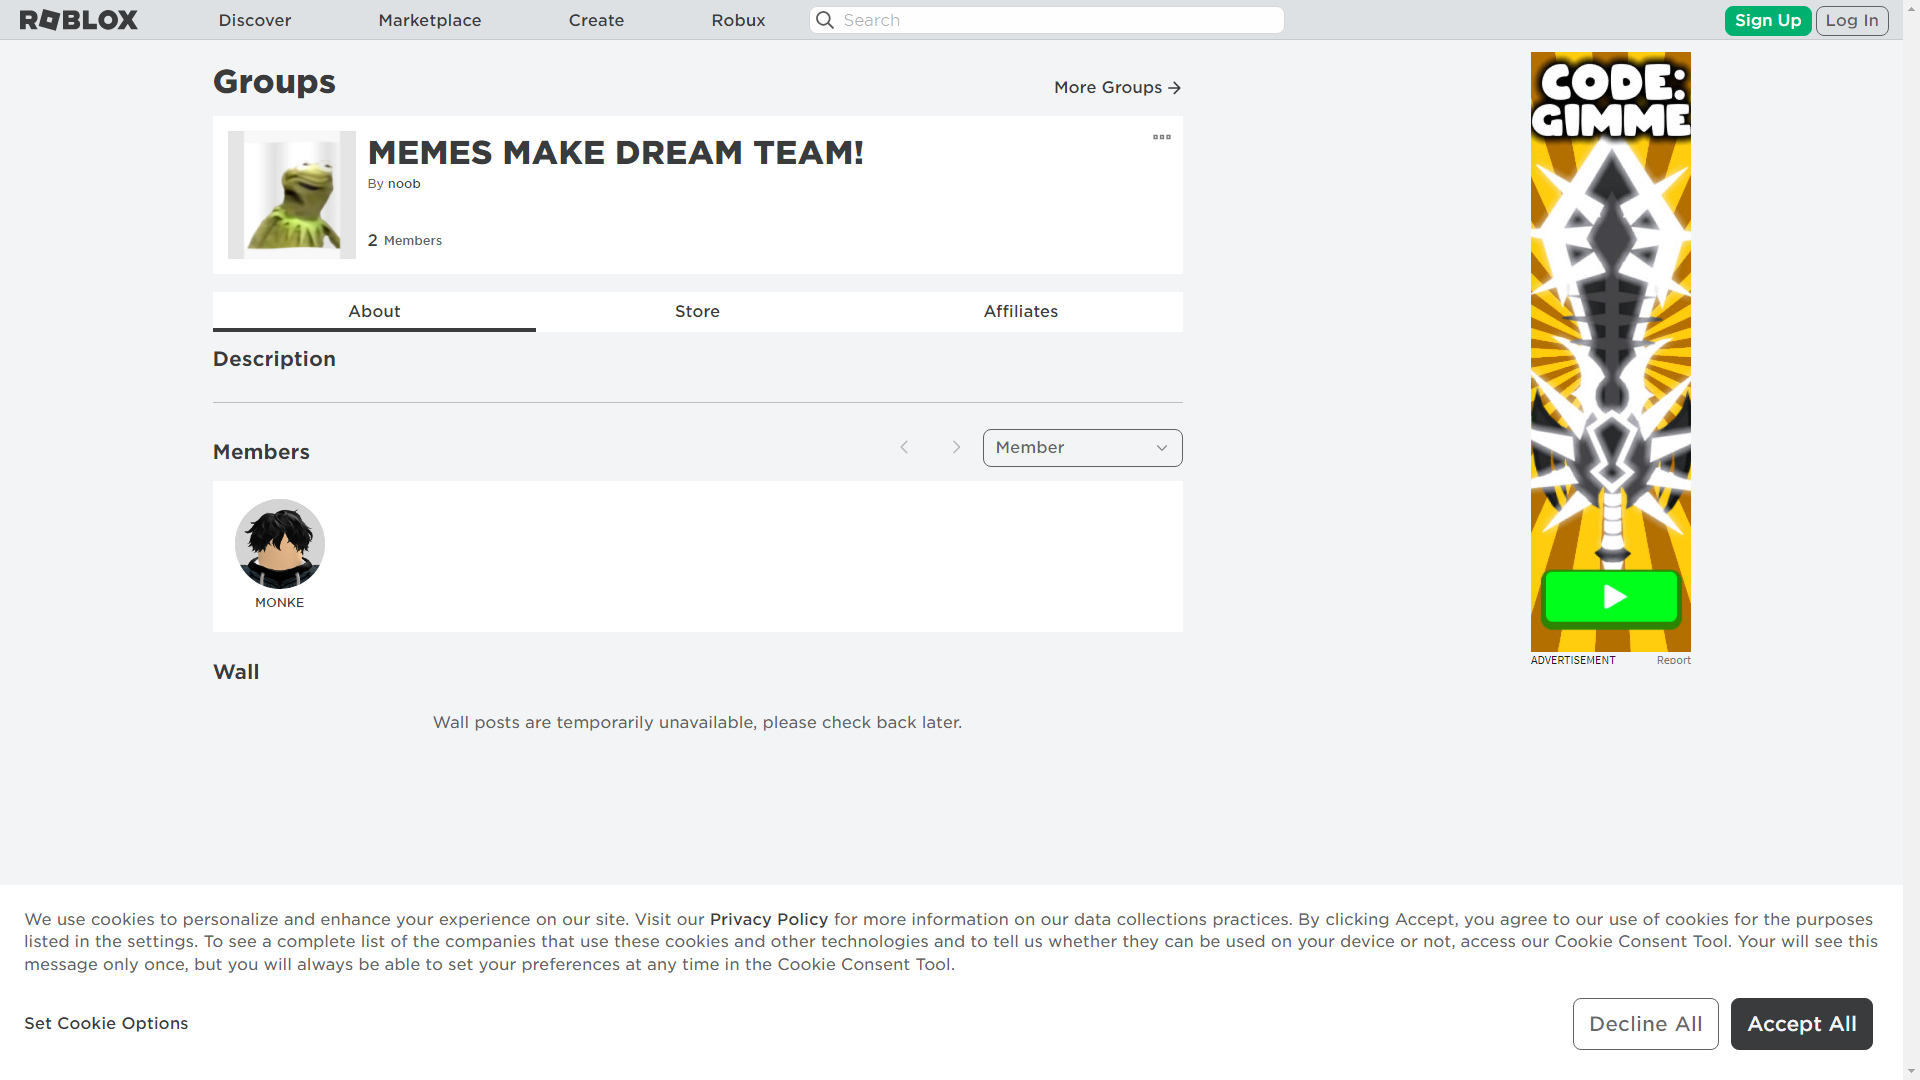 ROBLOX
Discover
Marketplace
Create
Robux
Search
Sign Up
Log In
Groups
More Groups
MEMES MAKE DREAM TEAM!
By noob
2 Members
About
Store
Affiliates
Description
Members
Member
MONKE
Wall
Wall posts are temporarily unavailable, please check back later.
CODE:
GIMME
ADVERTISEMENT
Report
We use cookies to personalize and enhance your experience on our site. Visit our Privacy Policy for more information on our data collections practices. By clicking Accept, you agree to our use of cookies for the purposes
listed in the settings. To see a complete list of the companies that use these cookies and other technologies and to tell us whether they can be used on your device or not, access our Cookie Consent Tool. Your will see this
message only once, but you will always be able to set your preferences at any time in the Cookie Consent Tool.
Set Cookie Options
Decline All
Accept All